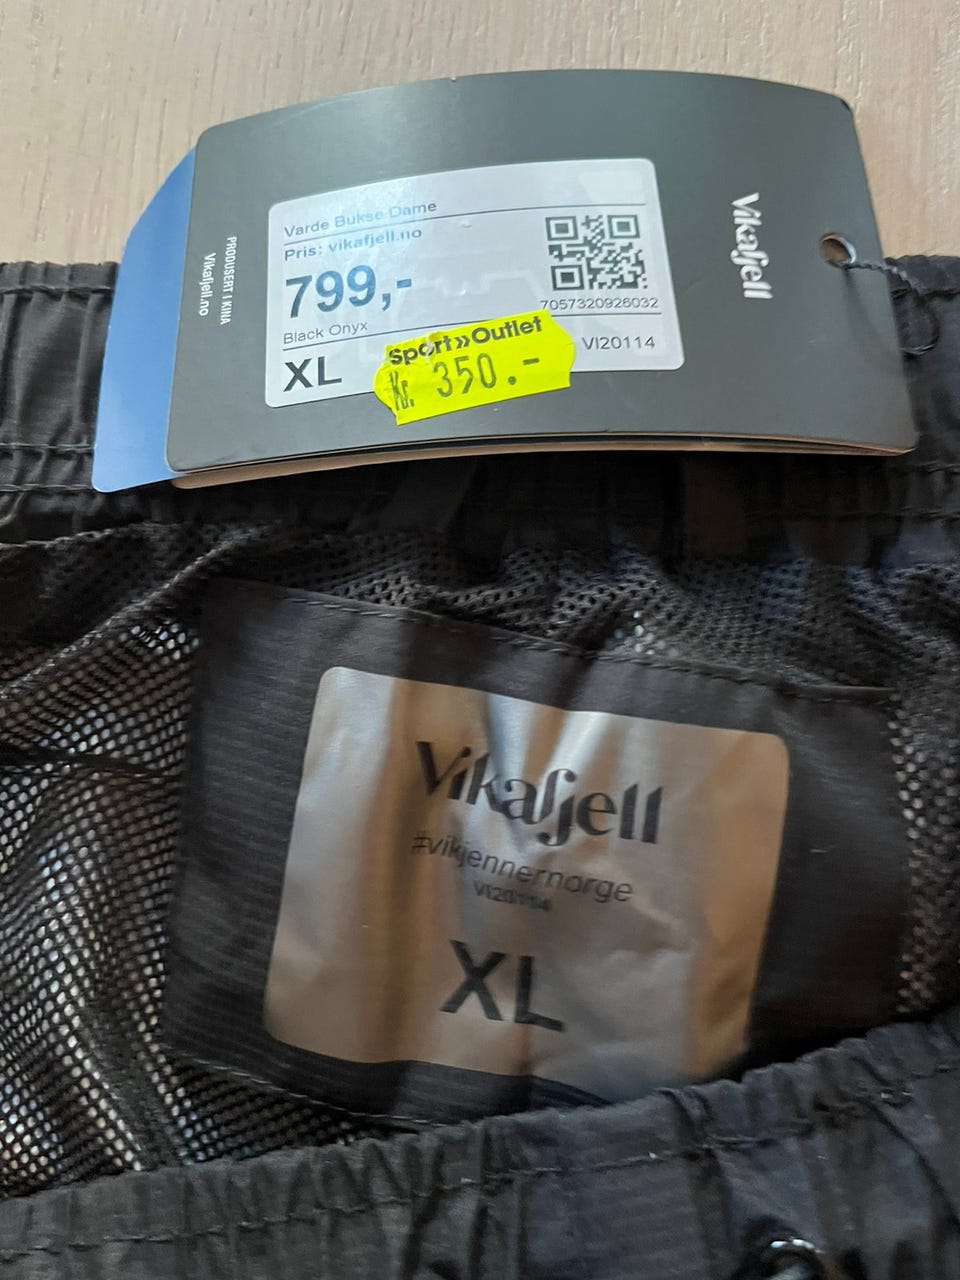 Varde Bukse Dame
Pris: vikafjell.no
799,-
7057320926032
Black Onyx
XL
VI20114
Sport»Outlet
Kr. 350.-
Vikafjell
PRODUSERT I KINA
Vikafjell.no
Vikafjell
#vikjennernorge
VI20114
XL